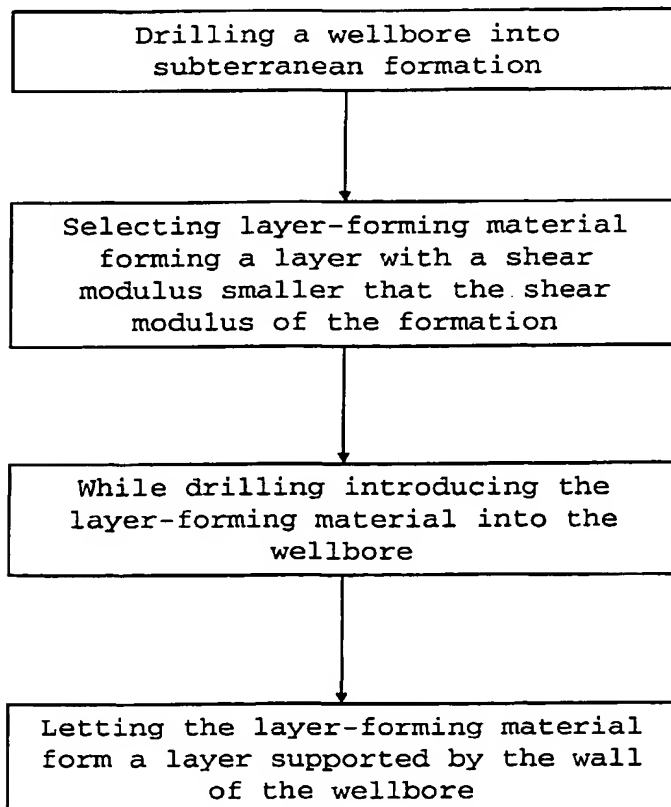 Drilling a wellbore into
subterranean formation
Selecting layer-forming material
forming a layer with a shear
modulus smaller that the shear
modulus of the formation
While drilling introducing the
layer-forming material into the
wellbore
Letting the layer-forming material
form a layer supported by the wall
of the wellbore